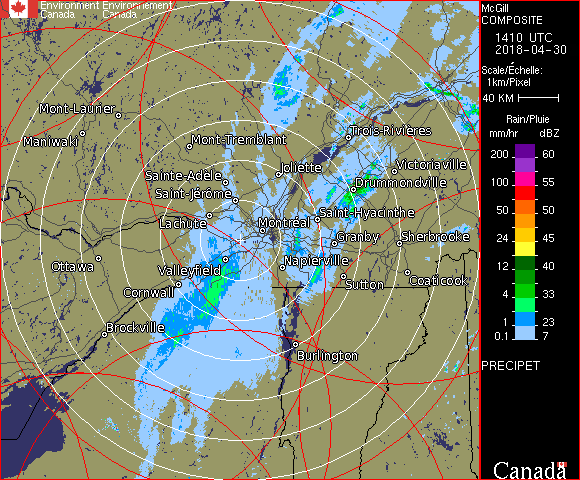 Environment Environnement
Canada Canada
McGill
COMPOSITE
1410 UTC
2018-04-30
Scale/Échelle:
1km/Pixel
40 KM
Rain/Pluie
mm/hr dBZ
200 60
100 55
50 50
24 45
12 40
4 33
1 23
0.1 7
PRECIPET
Canada
Mont-Laurier
Maniwaki
Mont-Tremblant
Trois-Rivières
Joliette
Victoriaville
Sainte-Adèle
Drummondville
Saint-Jérôme
Saint-Hyacinthe
Lachute
Montréal
Granby
Sherbrooke
Ottawa
Valleyfield
Napierville
Sutton
Coaticook
Cornwall
Brockville
Burlington